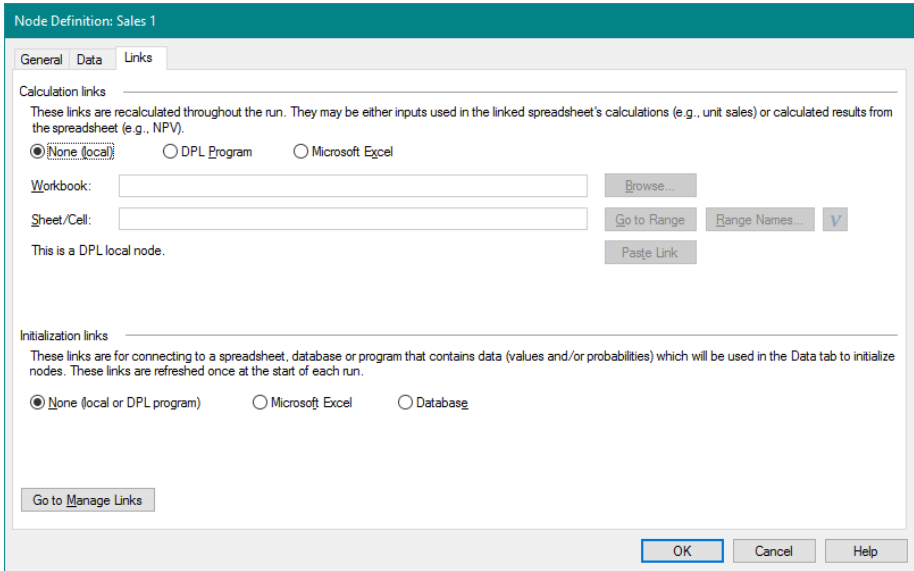 Node Definition: Sales 1
General Data Links
Calculation links
These links are recalculated throughout the run. They may be either inputs used in the linked spreadsheet's calculations (e.g., unit sales) or calculated results from
the spreadsheet (e.g., NPV).
None (local) DPL Program Microsoft Excel
Workbook: Browse...
Sheet/Cell: Go to Range Range Names... V
This is a DPL local node. Paste Link
Initialization links
These links are for connecting to a spreadsheet, database or program that contains data (values and/or probabilities) which will be used in the Data tab to initialize
nodes. These links are refreshed once at the start of each run.
None (local or DPL program) Microsoft Excel Database
Go to Manage Links
OK Cancel Help